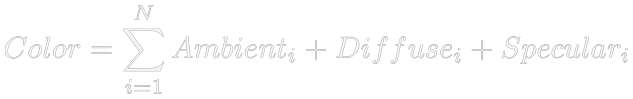 Color = \sum_{i=1}^{N} Ambient_i + Diffuse_i + Specular_i